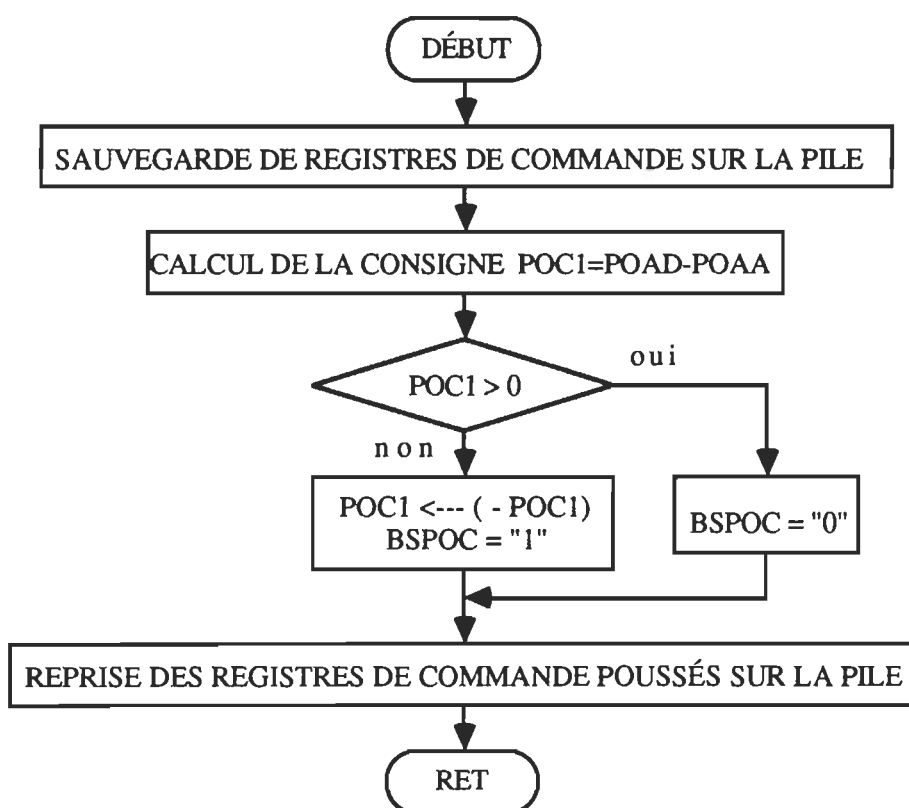 DÉBUT
SAUVEGARDE DE REGISTRES DE COMMANDE SUR LA PILE
CALCUL DE LA CONSIGNE POC1=POAD-POAA
POC1 > 0
oui
non
POC1 <--- ( - POC1)
BSPOC = "1"
BSPOC = "0"
REPRISE DES REGISTRES DE COMMANDE POUSSÉS SUR LA PILE
RET